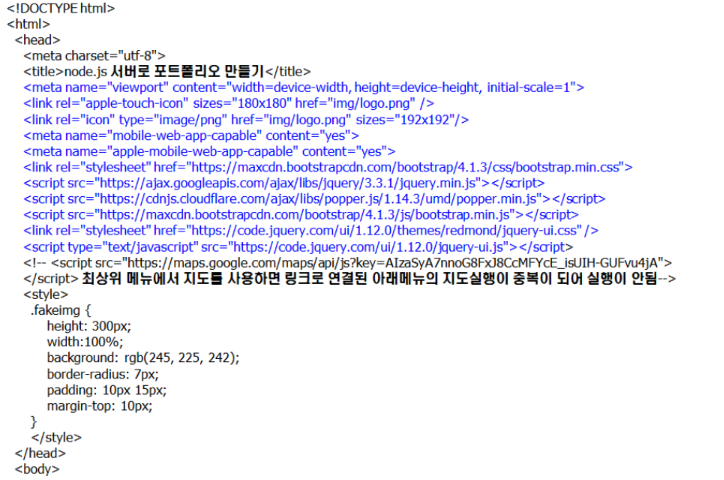 <!DOCTYPE html>
<html>
<head>
<meta charset="utf-8">
<title>node.js 서버로 포트폴리오 만들기</title>
<meta name="viewport" content="width=device-width, height=device-height, initial-scale=1">
<link rel="apple-touch-icon" sizes="180x180" href="img/logo.png" />
<link rel="icon" type="image/png" href="img/logo.png" sizes="192x192"/>
<meta name="mobile-web-app-capable" content="yes">
<meta name="apple-mobile-web-app-capable" content="yes">
<link rel="stylesheet" href="https://maxcdn.bootstrapcdn.com/bootstrap/4.1.3/css/bootstrap.min.css">
<script src="https://ajax.googleapis.com/ajax/libs/jquery/3.3.1/jquery.min.js"></script>
<script src="https://cdnjs.cloudflare.com/ajax/libs/popper.js/1.14.3/umd/popper.min.js"></script>
<script src="https://maxcdn.bootstrapcdn.com/bootstrap/4.1.3/js/bootstrap.min.js"></script>
<link rel="stylesheet" href="https://code.jquery.com/ui/1.12.0/themes/redmond/jquery-ui.css" />
<script type="text/javascript" src="https://code.jquery.com/ui/1.12.0/jquery-ui.js"></script>
<!-- <script src="https://maps.google.com/maps/api/js?key=AIzaSyA7nnoG8FxJ8CcMFYcE_isUIH-GUFvu4jA">
</script> 최상위 메뉴에서 지도를 사용하면 링크로 연결된 아래메뉴의 지도실행이 중복이 되어 실행이 안됨-->
<style>
.fakeimg {
height: 300px;
width:100%;
background: rgb(245, 225, 242);
border-radius: 7px;
padding: 10px 15px;
margin-top: 10px;
}
</style>
</head>
<body>